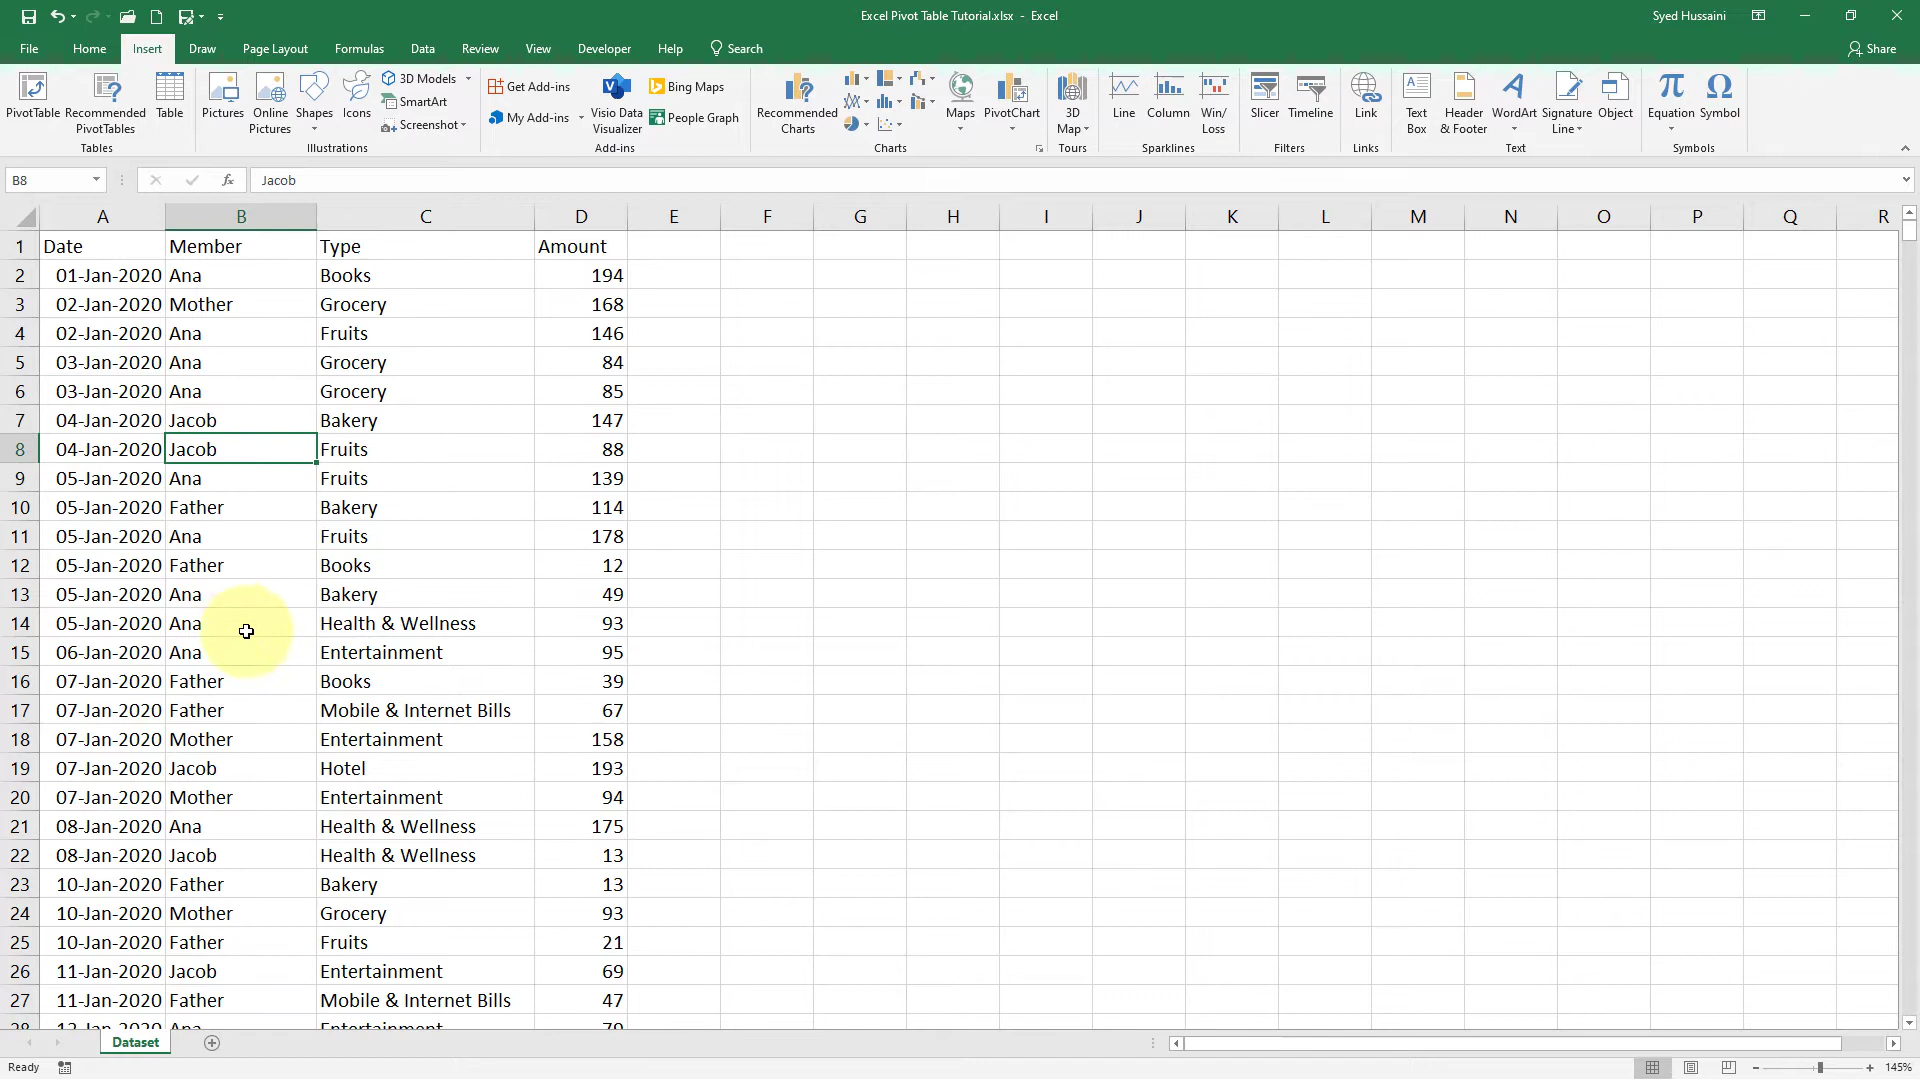 Excel Pivot Table Tutorial.xlsx - Excel
Syed Hussaini
File Home Insert Draw Page Layout Formulas Data Review View Developer Help Search Share
PivotTable Recommended PivotTables Table
Tables
Pictures Online Pictures Shapes Icons 3D Models SmartArt Screenshot
Illustrations
Get Add-ins My Add-ins Visio Data Visualizer Bing Maps People Graph
Add-ins
Recommended Charts Maps PivotChart
Charts
3D Map
Tours
Line Column Win/Loss
Sparklines
Slicer Timeline
Filters
Link
Links
Text Box Header & Footer WordArt Signature Line Object
Text
Equation Symbol
Symbols
B8 fx Jacob
A B C D E F G H I J K L M N O P Q R
1 Date Member Type Amount
2 01-Jan-2020 Ana Books 194
3 02-Jan-2020 Mother Grocery 168
4 02-Jan-2020 Ana Fruits 146
5 03-Jan-2020 Ana Grocery 84
6 03-Jan-2020 Ana Grocery 85
7 04-Jan-2020 Jacob Bakery 147
8 04-Jan-2020 Jacob Fruits 88
9 05-Jan-2020 Ana Fruits 139
10 05-Jan-2020 Father Bakery 114
11 05-Jan-2020 Ana Fruits 178
12 05-Jan-2020 Father Books 12
13 05-Jan-2020 Ana Bakery 49
14 05-Jan-2020 Ana Health & Wellness 93
15 06-Jan-2020 Ana Entertainment 95
16 07-Jan-2020 Father Books 39
17 07-Jan-2020 Father Mobile & Internet Bills 67
18 07-Jan-2020 Mother Entertainment 158
19 07-Jan-2020 Jacob Hotel 193
20 07-Jan-2020 Mother Entertainment 94
21 08-Jan-2020 Ana Health & Wellness 175
22 08-Jan-2020 Jacob Health & Wellness 13
23 10-Jan-2020 Father Bakery 13
24 10-Jan-2020 Mother Grocery 93
25 10-Jan-2020 Father Fruits 21
26 11-Jan-2020 Jacob Entertainment 69
27 11-Jan-2020 Father Mobile & Internet Bills 47
28 12-Jan-2020 Ana Entertainment 79
Dataset
Ready 145%